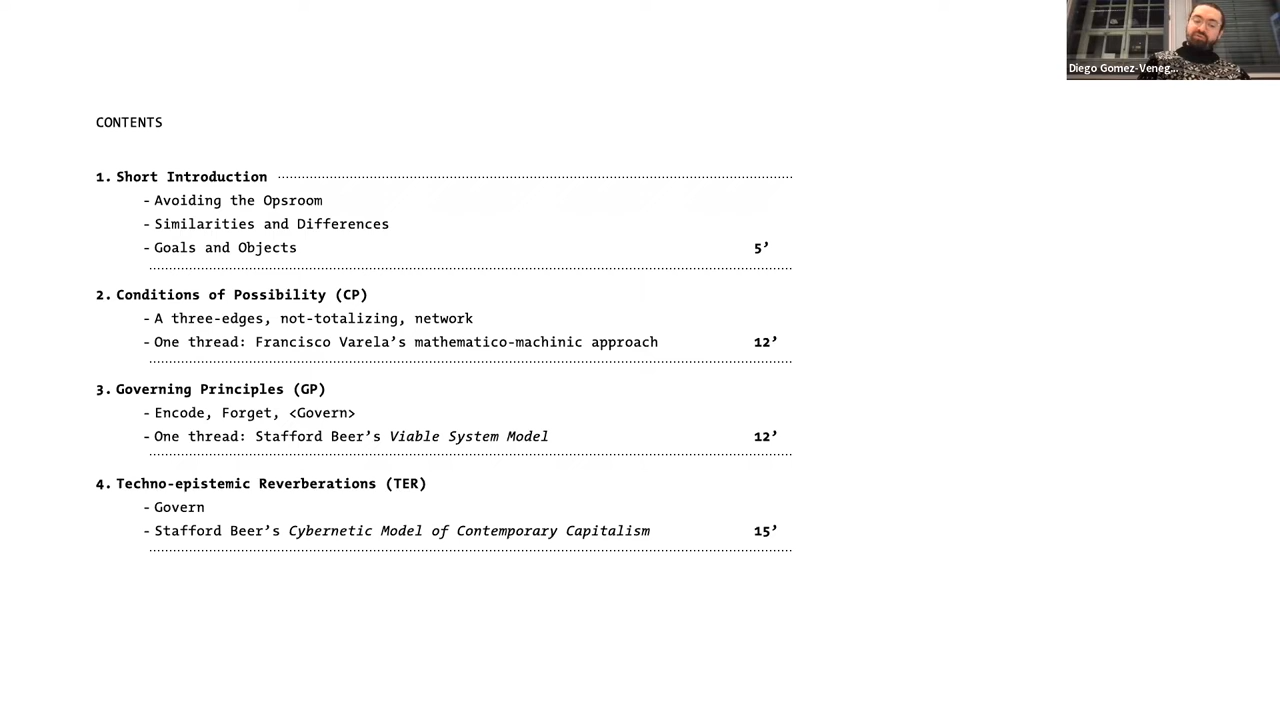 Diego Gomez-Veneg...
CONTENTS
1. Short Introduction
- Avoiding the Opsroom
- Similarities and Differences
- Goals and Objects 5’
2. Conditions of Possibility (CP)
- A three-edges, not-totalizing, network
- One thread: Francisco Varela’s mathematico-machinic approach 12’
3. Governing Principles (GP)
- Encode, Forget, <Govern>
- One thread: Stafford Beer’s Viable System Model 12’
4. Techno-epistemic Reverberations (TER)
- Govern
- Stafford Beer’s Cybernetic Model of Contemporary Capitalism 15’